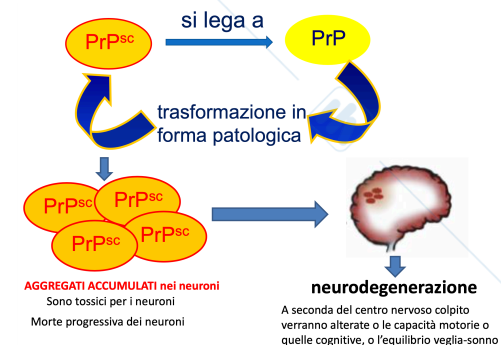 si lega a
PrPSC
PrP
trasformazione in
forma patologica
PrPSC
PrPSC
PrPSC
PrPSC
AGGREGATI ACCUMULATI nei neuroni
Sono tossici per i neuroni
Morte progressiva dei neuroni
neurodegenerazione
A seconda del centro nervoso colpito
verranno alterate o le capacità motorie o
quelle cognitive, o l'equilibrio veglia-sonno